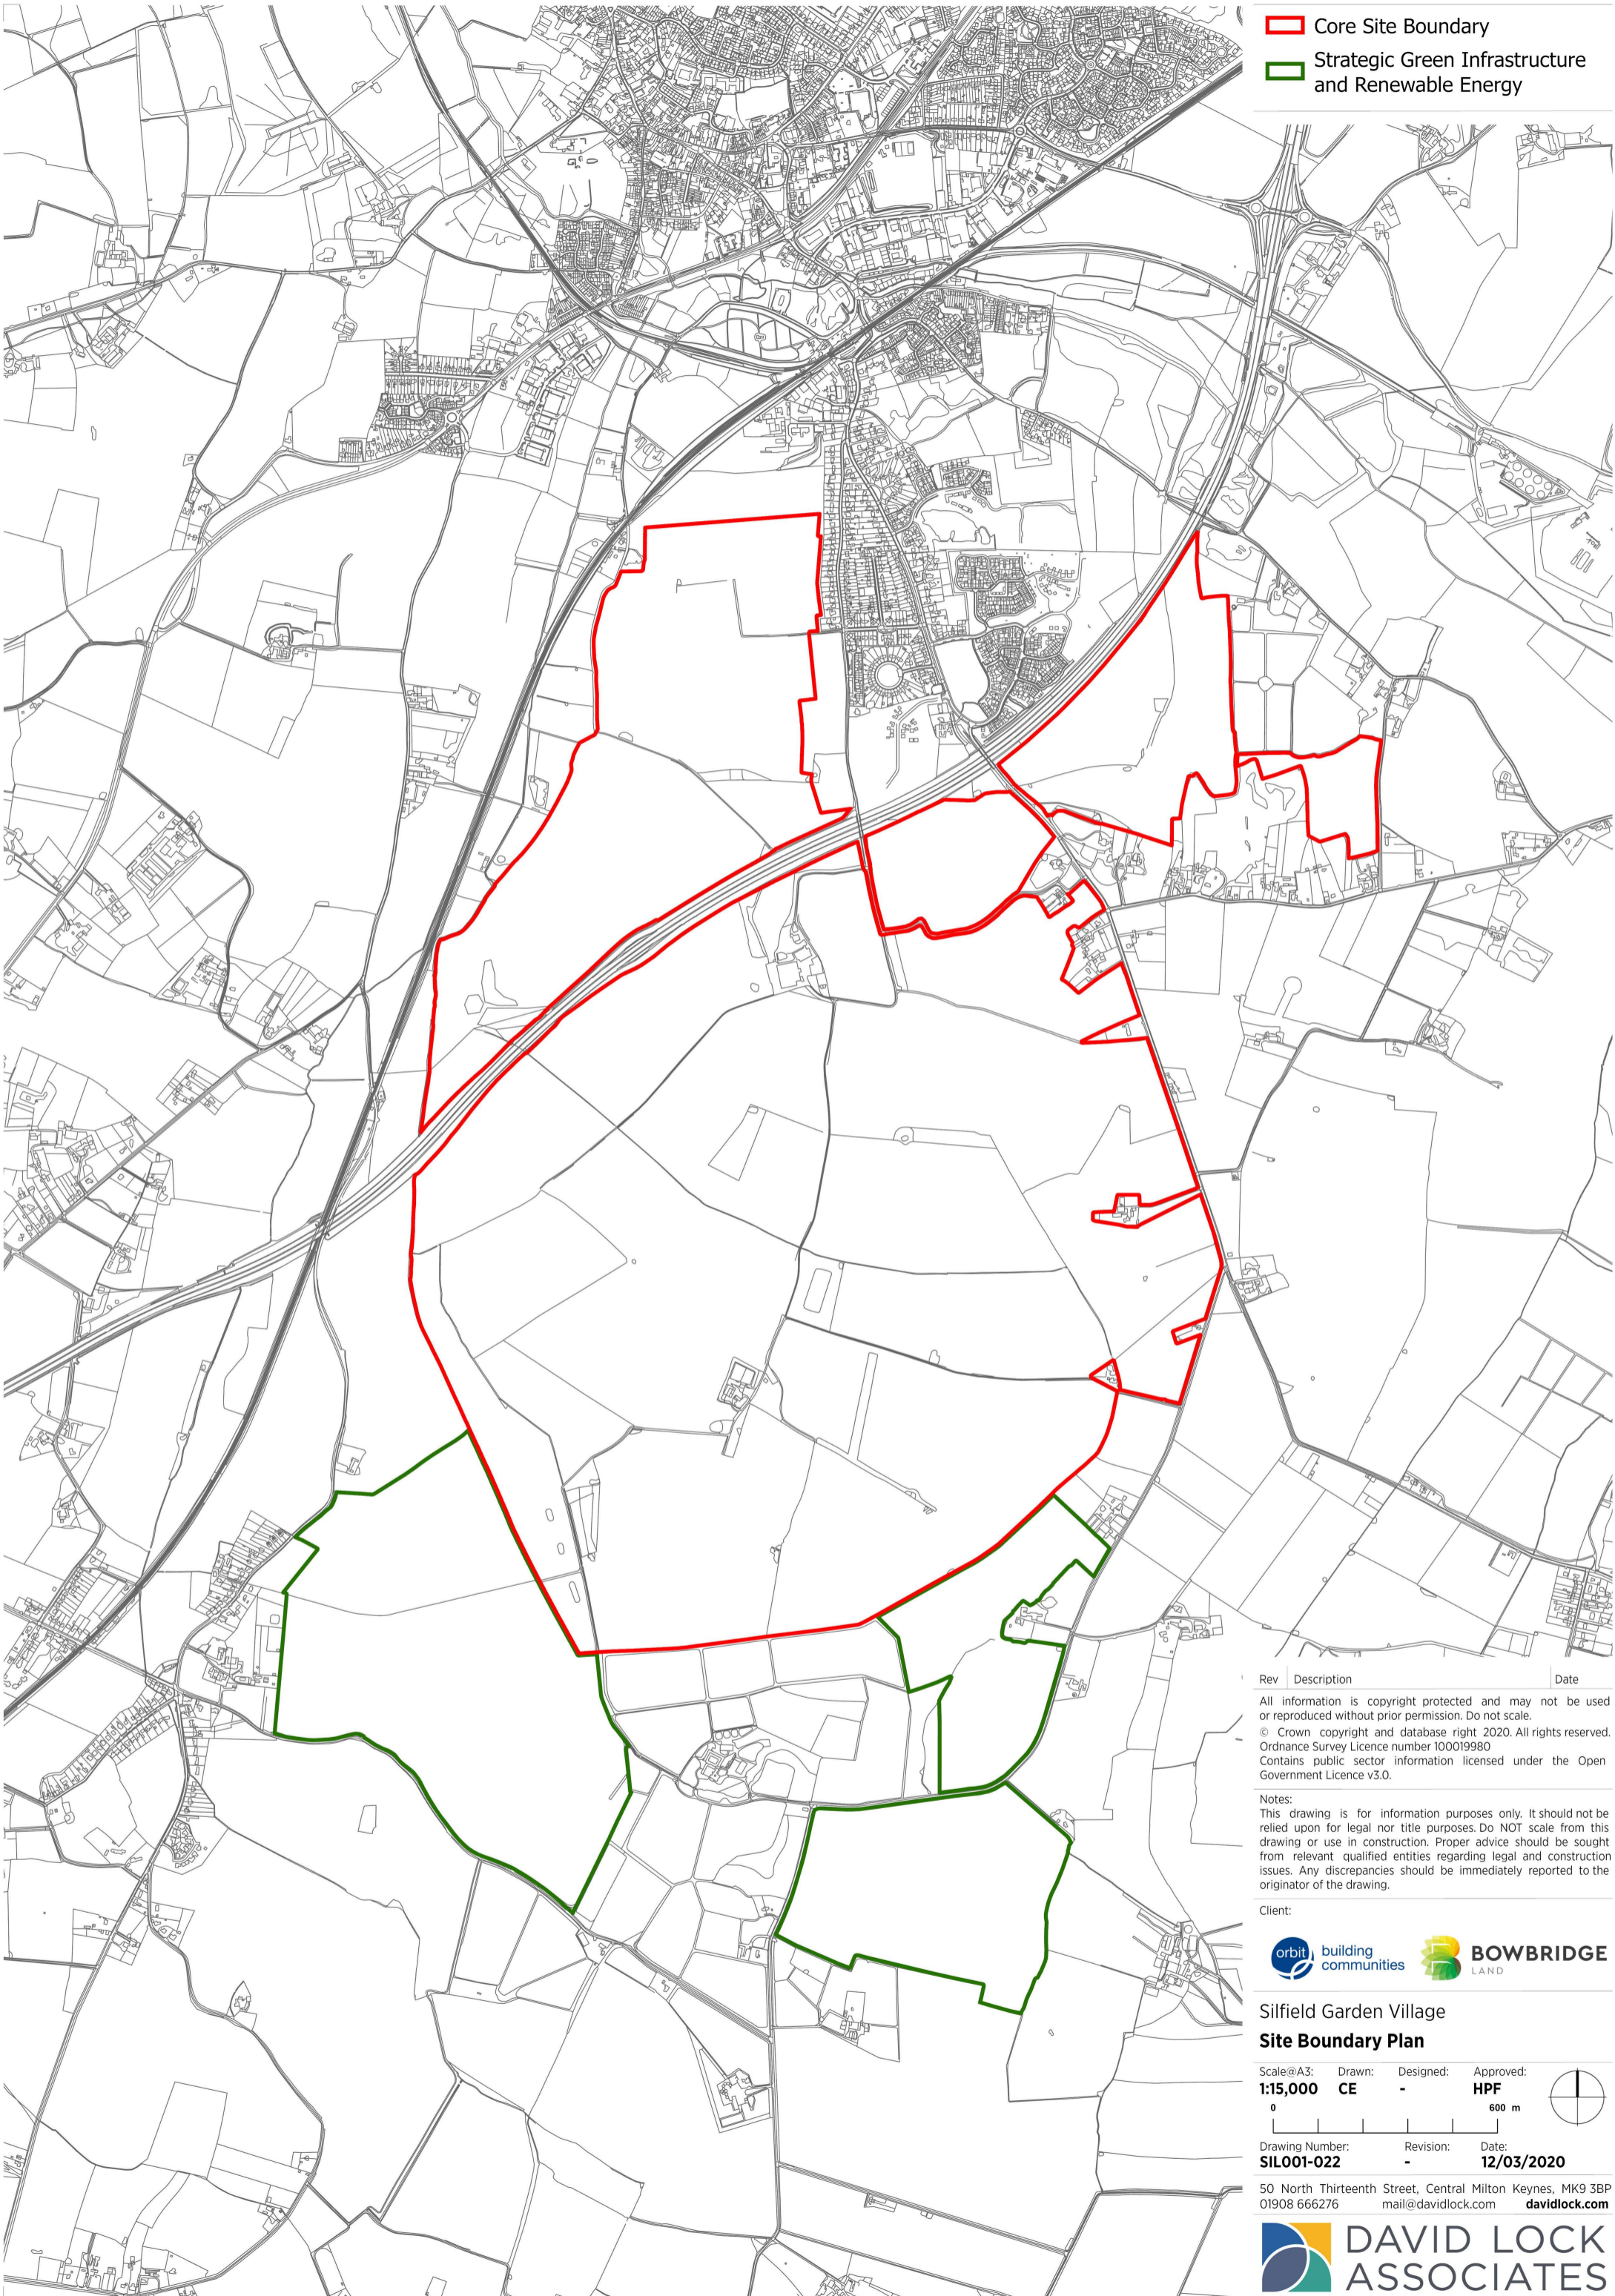 Core Site Boundary
Strategic Green Infrastructure
and Renewable Energy
Rev Description Date
All information is copyright protected and may not be used
or reproduced without prior permission. Do not scale.
© Crown copyright and database right 2020. All rights reserved.
Ordnance Survey Licence number 100019980
Contains public sector information licensed under the Open
Government Licence v3.0.
Notes:
This drawing is for information purposes only. It should not be
relied upon for legal nor title purposes. Do NOT scale from this
drawing or use in construction. Proper advice should be sought
from relevant qualified entities regarding legal and construction
issues. Any discrepancies should be immediately reported to the
originator of the drawing.
Client:
orbit building
communities
BOWBRIDGE
LAND
Silfield Garden Village
Site Boundary Plan
Scale@A3: Drawn: Designed: Approved:
1:15,000 CE - HPF
0 600 m
Drawing Number: Revision: Date:
SIL001-022 - 12/03/2020
50 North Thirteenth Street, Central Milton Keynes, MK9 3BP
01908 666276 mail@davidlock.com davidlock.com
DAVID LOCK
ASSOCIATES